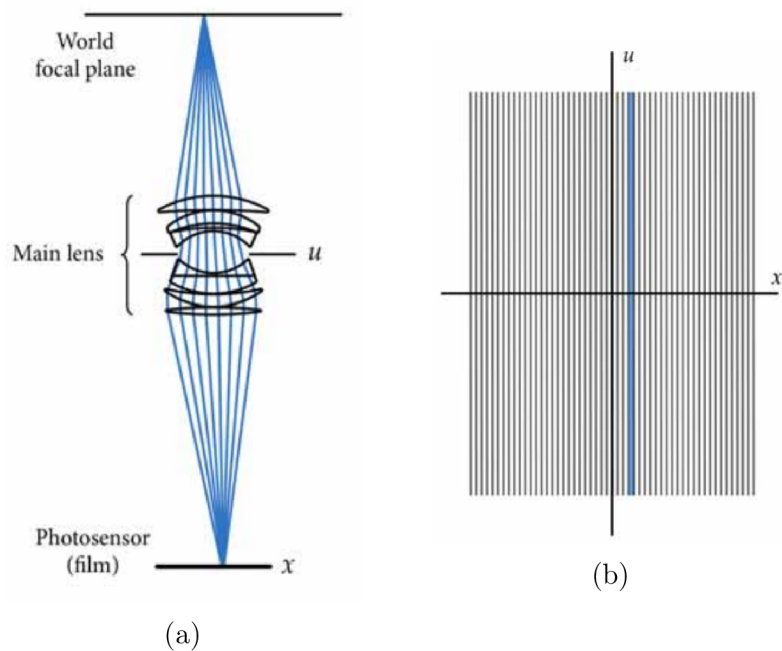 World
focal plane
Main lens
u
Photosensor
(film)
x
(a)
u
x
(b)